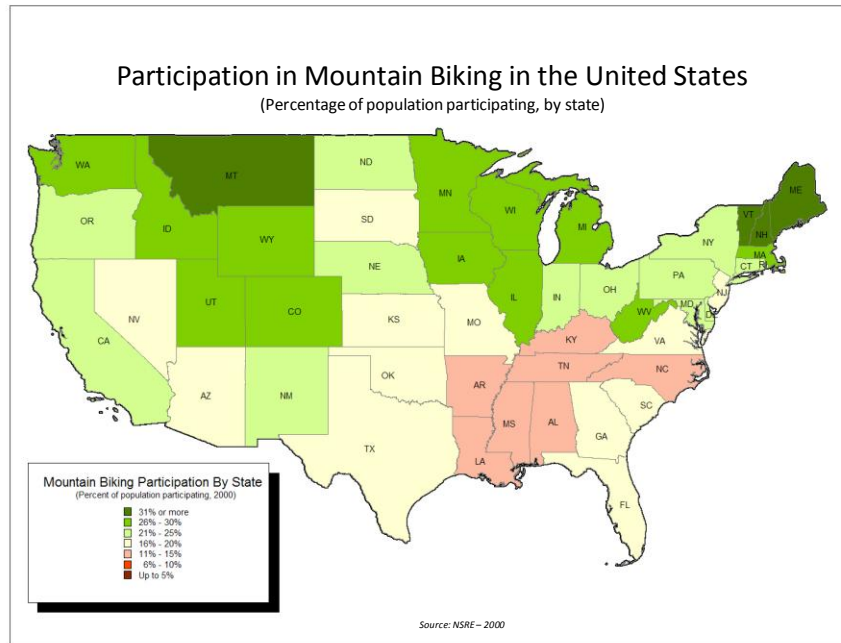 Participation in Mountain Biking in the United States
(Percentage of population participating, by state)
WA
MT
ND
MN
ME
OR
ID
WY
SD
WI
MI
VT
NH
NY
MA
CT
RI
NV
UT
CO
NE
IA
IL
IN
OH
PA
NJ
MD
DE
WV
VA
CA
AZ
NM
KS
MO
KY
OK
AR
TN
NC
TX
LA
MS
AL
GA
SC
FL
Mountain Biking Participation By State
(Percent of population participating, 2000)
31% or more
26% - 30%
21% - 25%
16% - 20%
11% - 15%
6% - 10%
Up to 5%
Source: NSRE – 2000